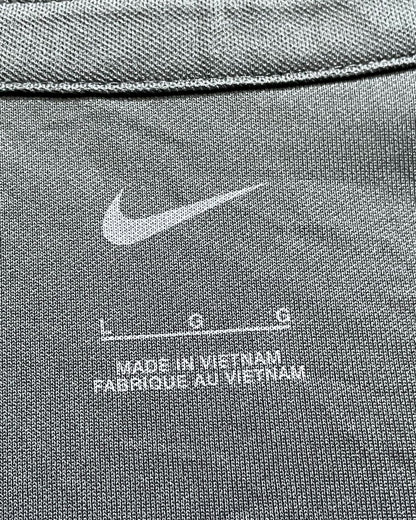 L G G
MADE IN VIETNAM
FABRIQUE AU VIETNAM